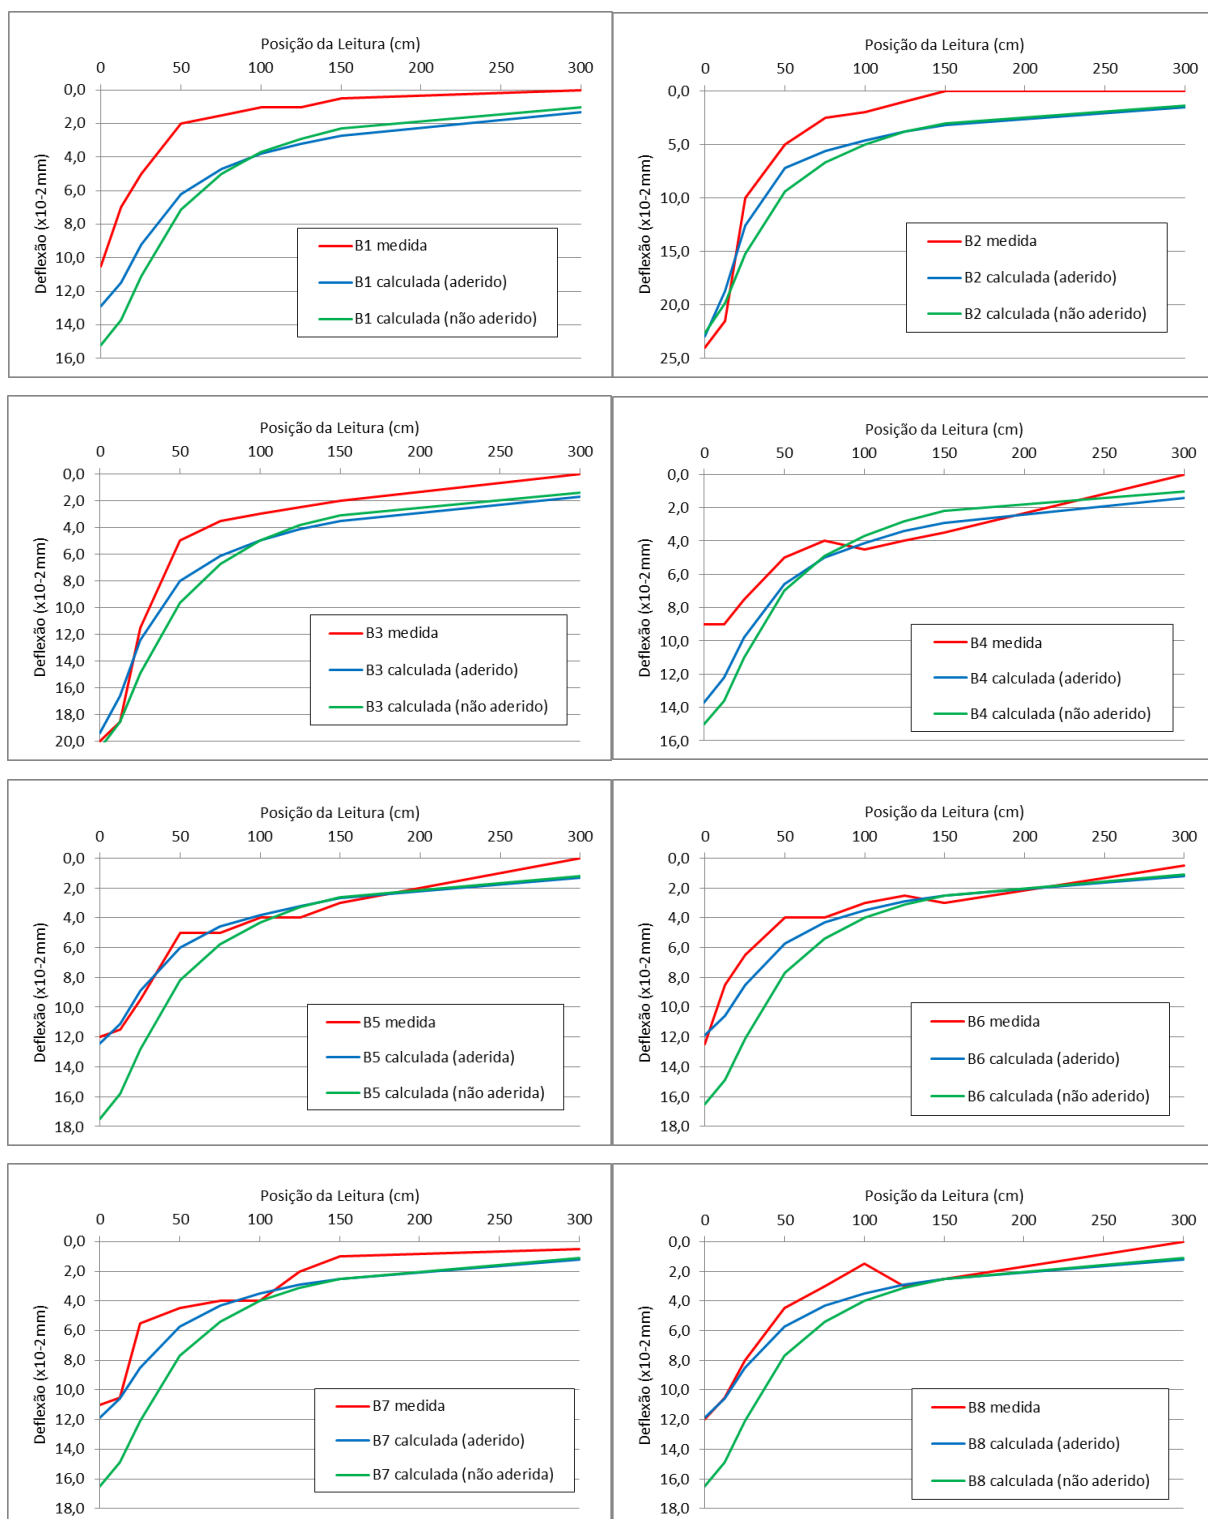 Posição da Leitura (cm)
0 50 100 150 200 250 300
0,0
2,0
4,0
6,0
8,0
10,0
12,0
14,0
16,0
Deflexão (x10-2mm)
B1 medida
B1 calculada (aderido)
B1 calculada (não aderido)
Posição da Leitura (cm)
0 50 100 150 200 250 300
0,0
5,0
10,0
15,0
20,0
25,0
Deflexão (x10-2mm)
B2 medida
B2 calculada (aderido)
B2 calculada (não aderido)
Posição da Leitura (cm)
0 50 100 150 200 250 300
0,0
2,0
4,0
6,0
8,0
10,0
12,0
14,0
16,0
18,0
20,0
Deflexão (x10-2mm)
B3 medida
B3 calculada (aderido)
B3 calculada (não aderido)
Posição da Leitura (cm)
0 50 100 150 200 250 300
0,0
2,0
4,0
6,0
8,0
10,0
12,0
14,0
16,0
Deflexão (x10-2mm)
B4 medida
B4 calculada (aderido)
B4 calculada (não aderido)
Posição da Leitura (cm)
0 50 100 150 200 250 300
0,0
2,0
4,0
6,0
8,0
10,0
12,0
14,0
16,0
18,0
Deflexão (x10-2mm)
B5 medida
B5 calculada (aderida)
B5 calculada (não aderida)
Posição da Leitura (cm)
0 50 100 150 200 250 300
0,0
2,0
4,0
6,0
8,0
10,0
12,0
14,0
16,0
18,0
Deflexão (x10-2mm)
B6 medida
B6 calculada (aderido)
B6 calculada (não aderido)
Posição da Leitura (cm)
0 50 100 150 200 250 300
0,0
2,0
4,0
6,0
8,0
10,0
12,0
14,0
16,0
18,0
Deflexão (x10-2mm)
B7 medida
B7 calculada (aderido)
B7 calculada (não aderida)
Posição da Leitura (cm)
0 50 100 150 200 250 300
0,0
2,0
4,0
6,0
8,0
10,0
12,0
14,0
16,0
18,0
Deflexão (x10-2mm)
B8 medida
B8 calculada (aderido)
B8 calculada (não aderido)